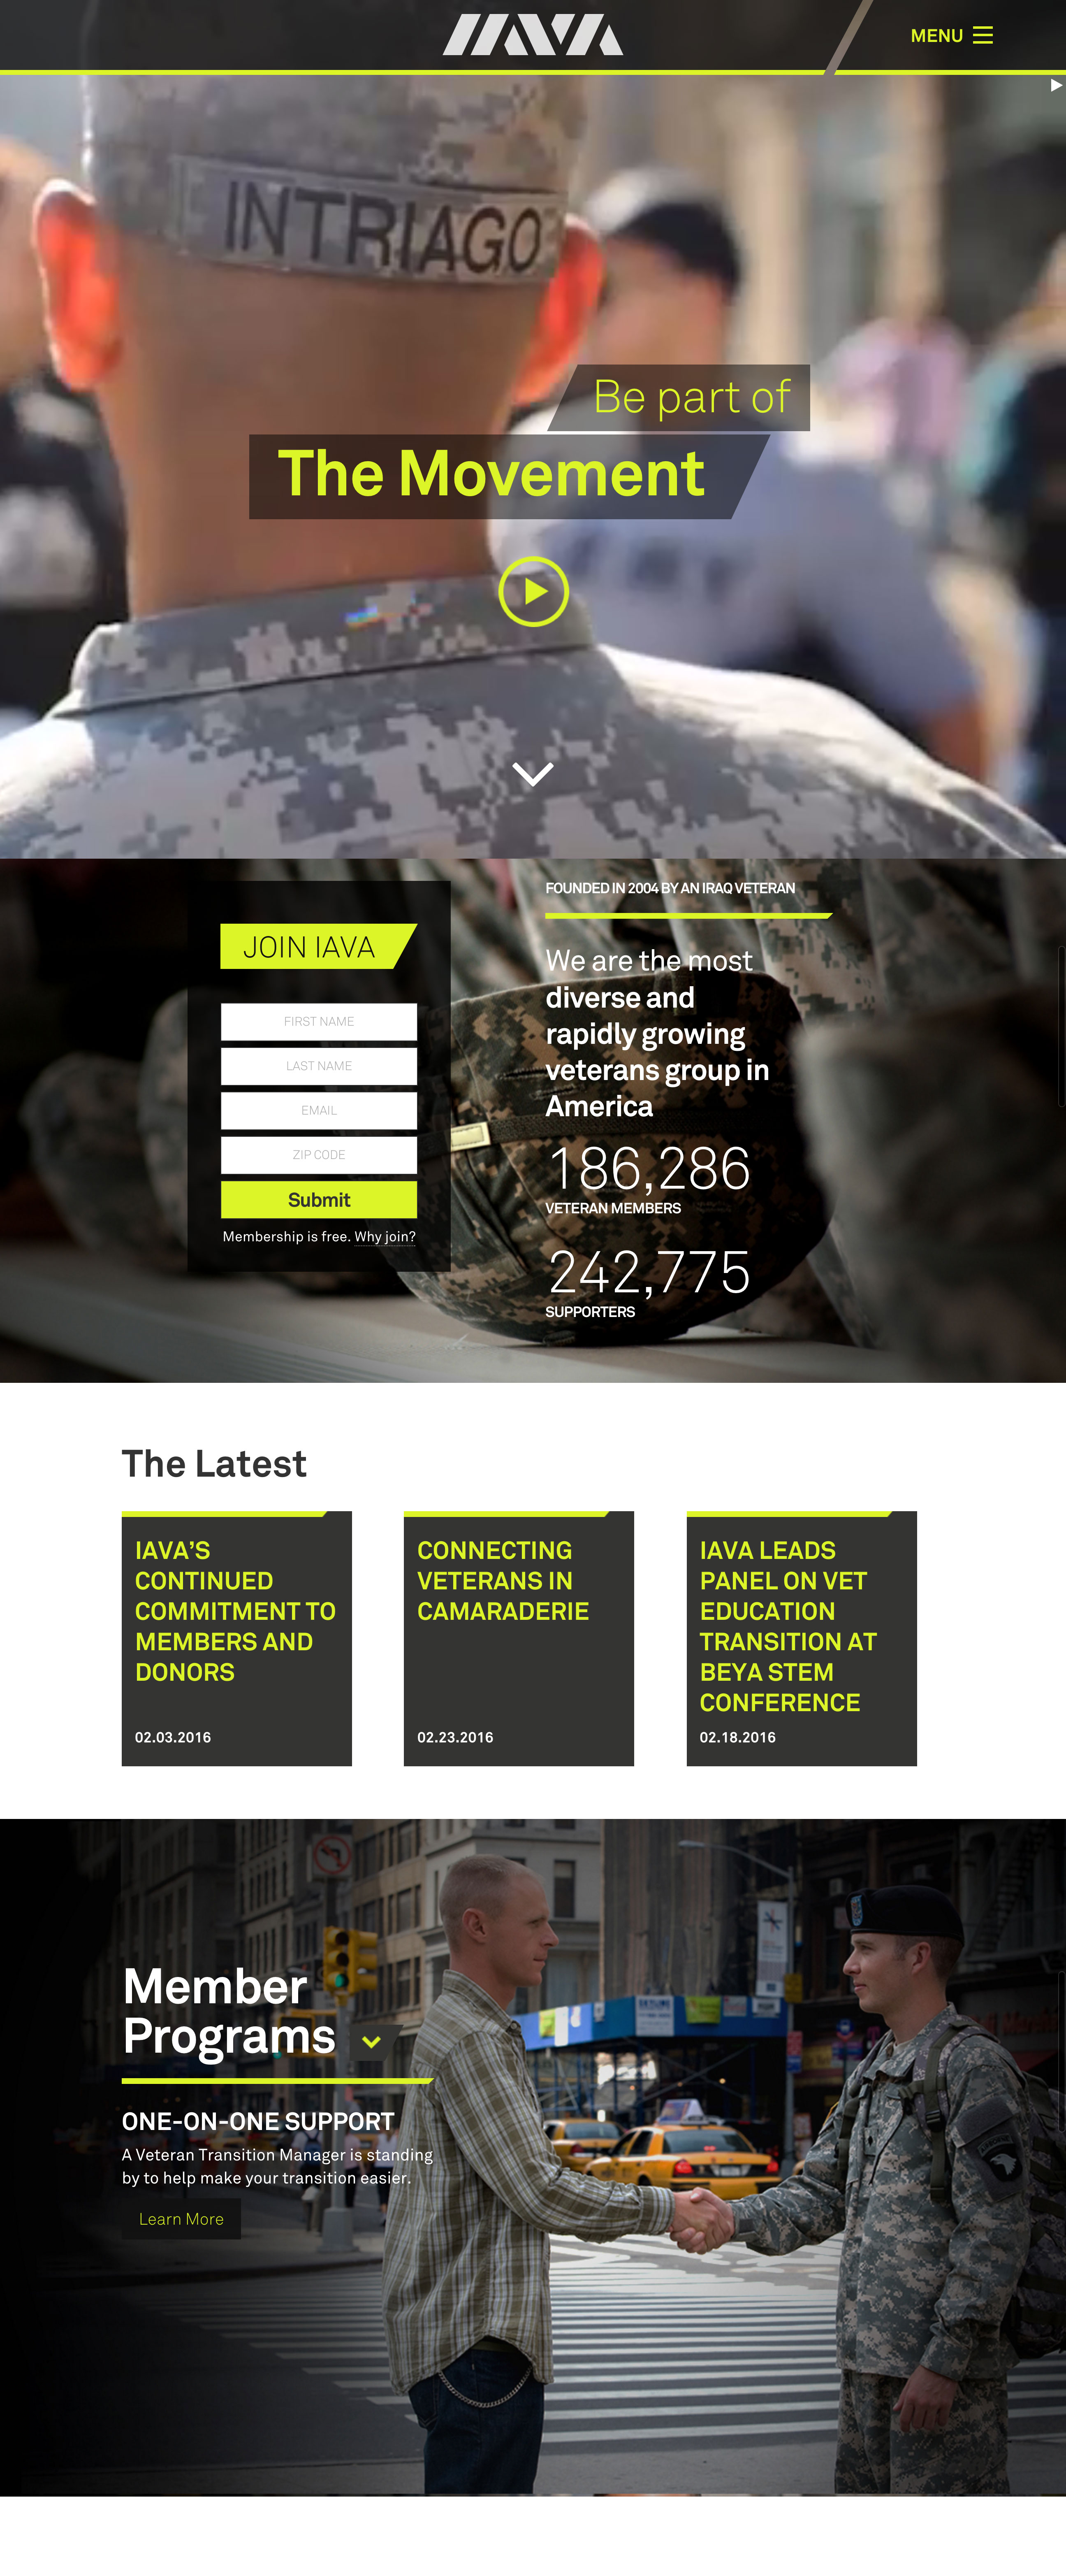 IAVA
MENU
INTRIAGO
Be part of
The Movement
JOIN IAVA
FIRST NAME
LAST NAME
EMAIL
ZIP CODE
Submit
Membership is free. Why join?
FOUNDED IN 2004 BY AN IRAQ VETERAN
We are the most
diverse and
rapidly growing
veterans group in
America
186,286
VETERAN MEMBERS
242,775
SUPPORTERS
The Latest
IAVA'S
CONTINUED
COMMITMENT TO
MEMBERS AND
DONORS
02.03.2016
CONNECTING
VETERANS IN
CAMARADERIE
02.23.2016
IAVA LEADS
PANEL ON VET
EDUCATION
TRANSITION AT
BEYA STEM
CONFERENCE
02.18.2016
Member
Programs
ONE-ON-ONE SUPPORT
A Veteran Transition Manager is standing
by to help make your transition easier.
Learn More